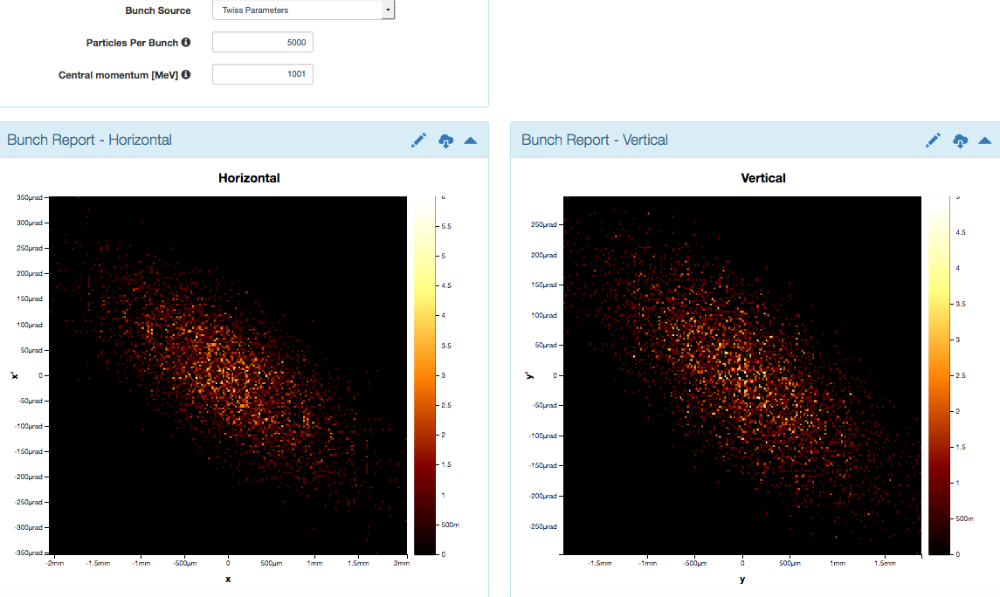 Bunch Source Twiss Parameters
Particles Per Bunch 5000
Central momentum [MeV] 1001
Bunch Report - Horizontal
Horizontal
350µrad
300µrad
250µrad
200µrad
150µrad
100µrad
50µrad
0
-50µrad
-100µrad
-150µrad
-200µrad
-250µrad
-300µrad
-350µrad
x'
-2mm -1.5mm -1mm -500µm 0 500µm 1mm 1.5mm 2mm
x
6
5.5
5
4.5
4
3.5
3
2.5
2
1.5
1
500m
0
Bunch Report - Vertical
Vertical
250µrad
200µrad
150µrad
100µrad
50µrad
0
-50µrad
-100µrad
-150µrad
-200µrad
-250µrad
y'
-1.5mm -1mm -500µm 0 500µm 1mm 1.5mm
y
5
4.5
4
3.5
3
2.5
2
1.5
1
500m
0